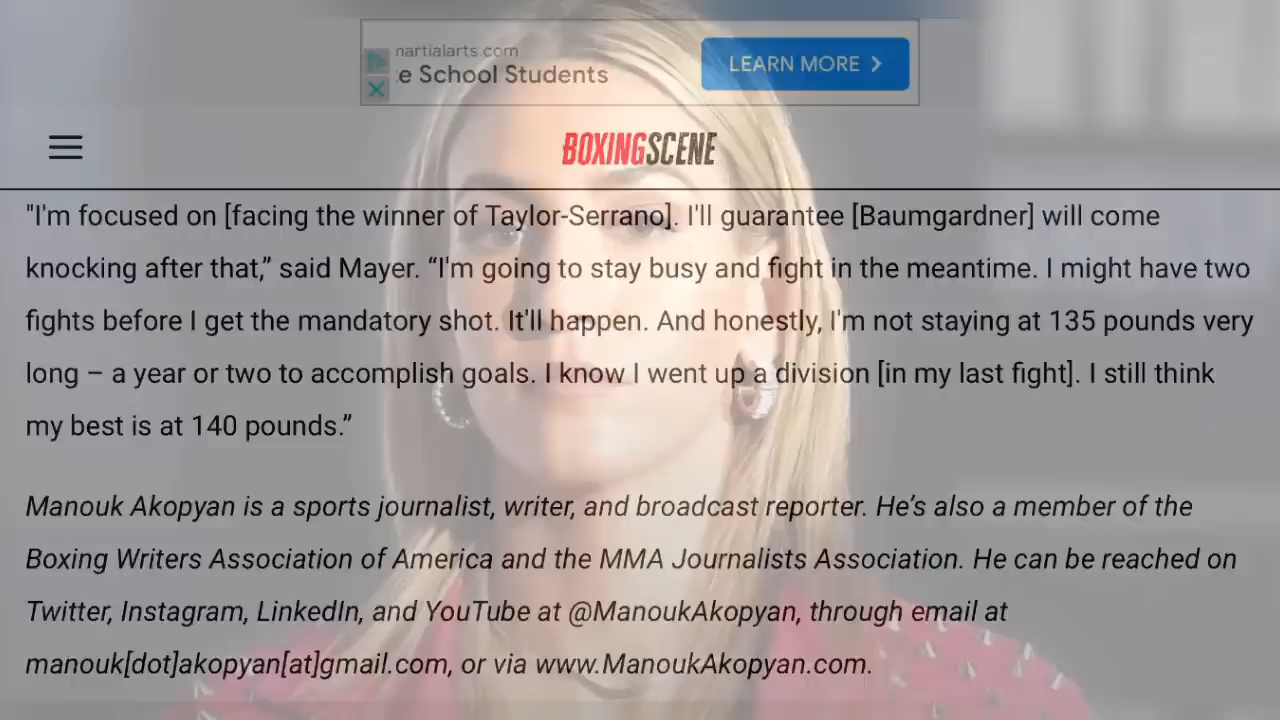 nartialarts.com
e School Students
LEARN MORE
BOXINGSCENE
"I'm focused on [facing the winner of Taylor-Serrano]. I'll guarantee [Baumgardner] will come
knocking after that,” said Mayer. “I'm going to stay busy and fight in the meantime. I might have two
fights before I get the mandatory shot. It'll happen. And honestly, I'm not staying at 135 pounds very
long – a year or two to accomplish goals. I know I went up a division [in my last fight]. I still think
my best is at 140 pounds.”
Manouk Akopyan is a sports journalist, writer, and broadcast reporter. He’s also a member of the
Boxing Writers Association of America and the MMA Journalists Association. He can be reached on
Twitter, Instagram, LinkedIn, and YouTube at @ManoukAkopyan, through email at
manouk[dot]akopyan[at]gmail.com, or via www.ManoukAkopyan.com.